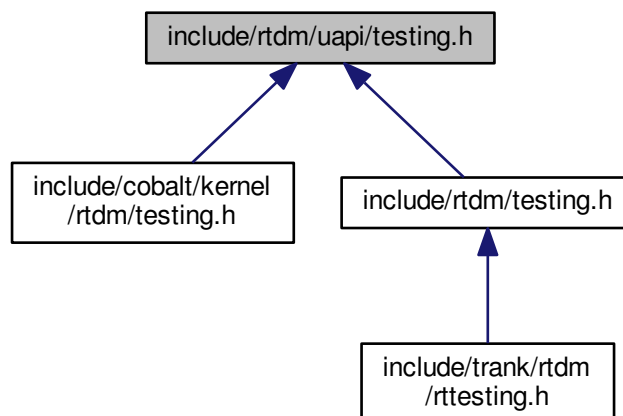 include/rtdm/uapi/testing.h
include/cobalt/kernel
/rtdm/testing.h
include/rtdm/testing.h
include/trank/rtdm
/rttesting.h